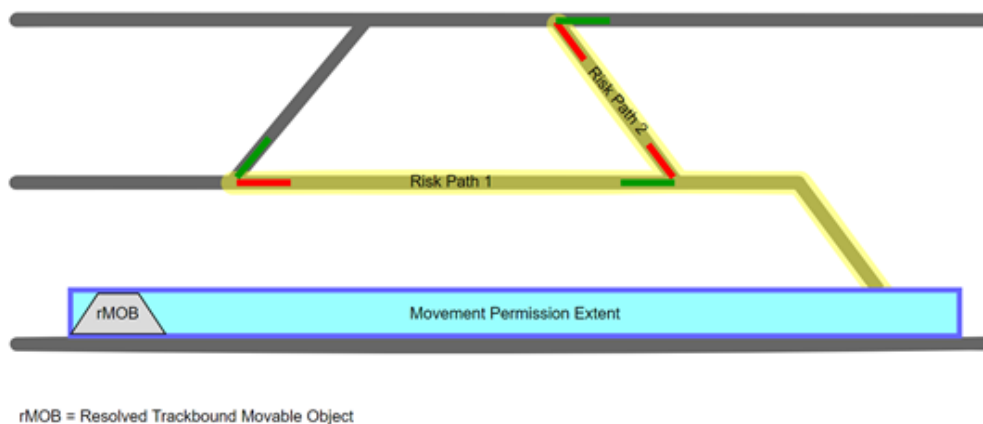 Risk Path 2
Risk Path 1
rMOB
Movement Permission Extent
rMOB = Resolved Trackbound Movable Object